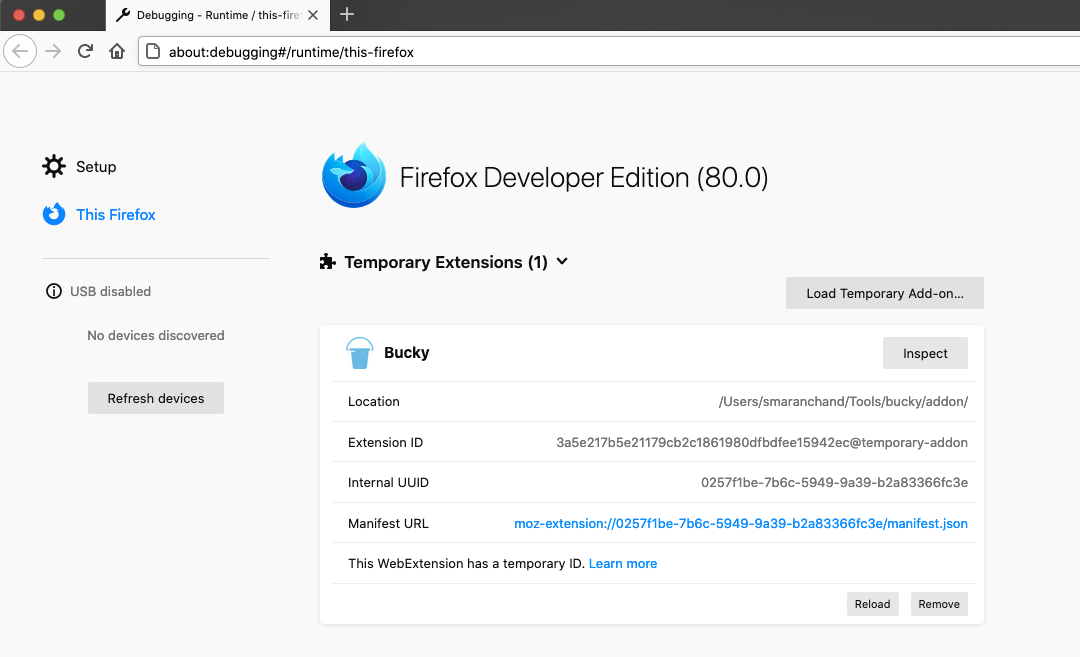 Debugging - Runtime / this-fire
about:debugging#/runtime/this-firefox
Setup
This Firefox
USB disabled
No devices discovered
Refresh devices
Firefox Developer Edition (80.0)
Temporary Extensions (1)
Load Temporary Add-on...
Bucky
Inspect
Location /Users/smaranchand/Tools/bucky/addon/
Extension ID 3a5e217b5e21179cb2c1861980dfbdfee15942ec@temporary-addon
Internal UUID 0257f1be-7b6c-5949-9a39-b2a83366fc3e
Manifest URL moz-extension://0257f1be-7b6c-5949-9a39-b2a83366fc3e/manifest.json
This WebExtension has a temporary ID. Learn more
Reload Remove